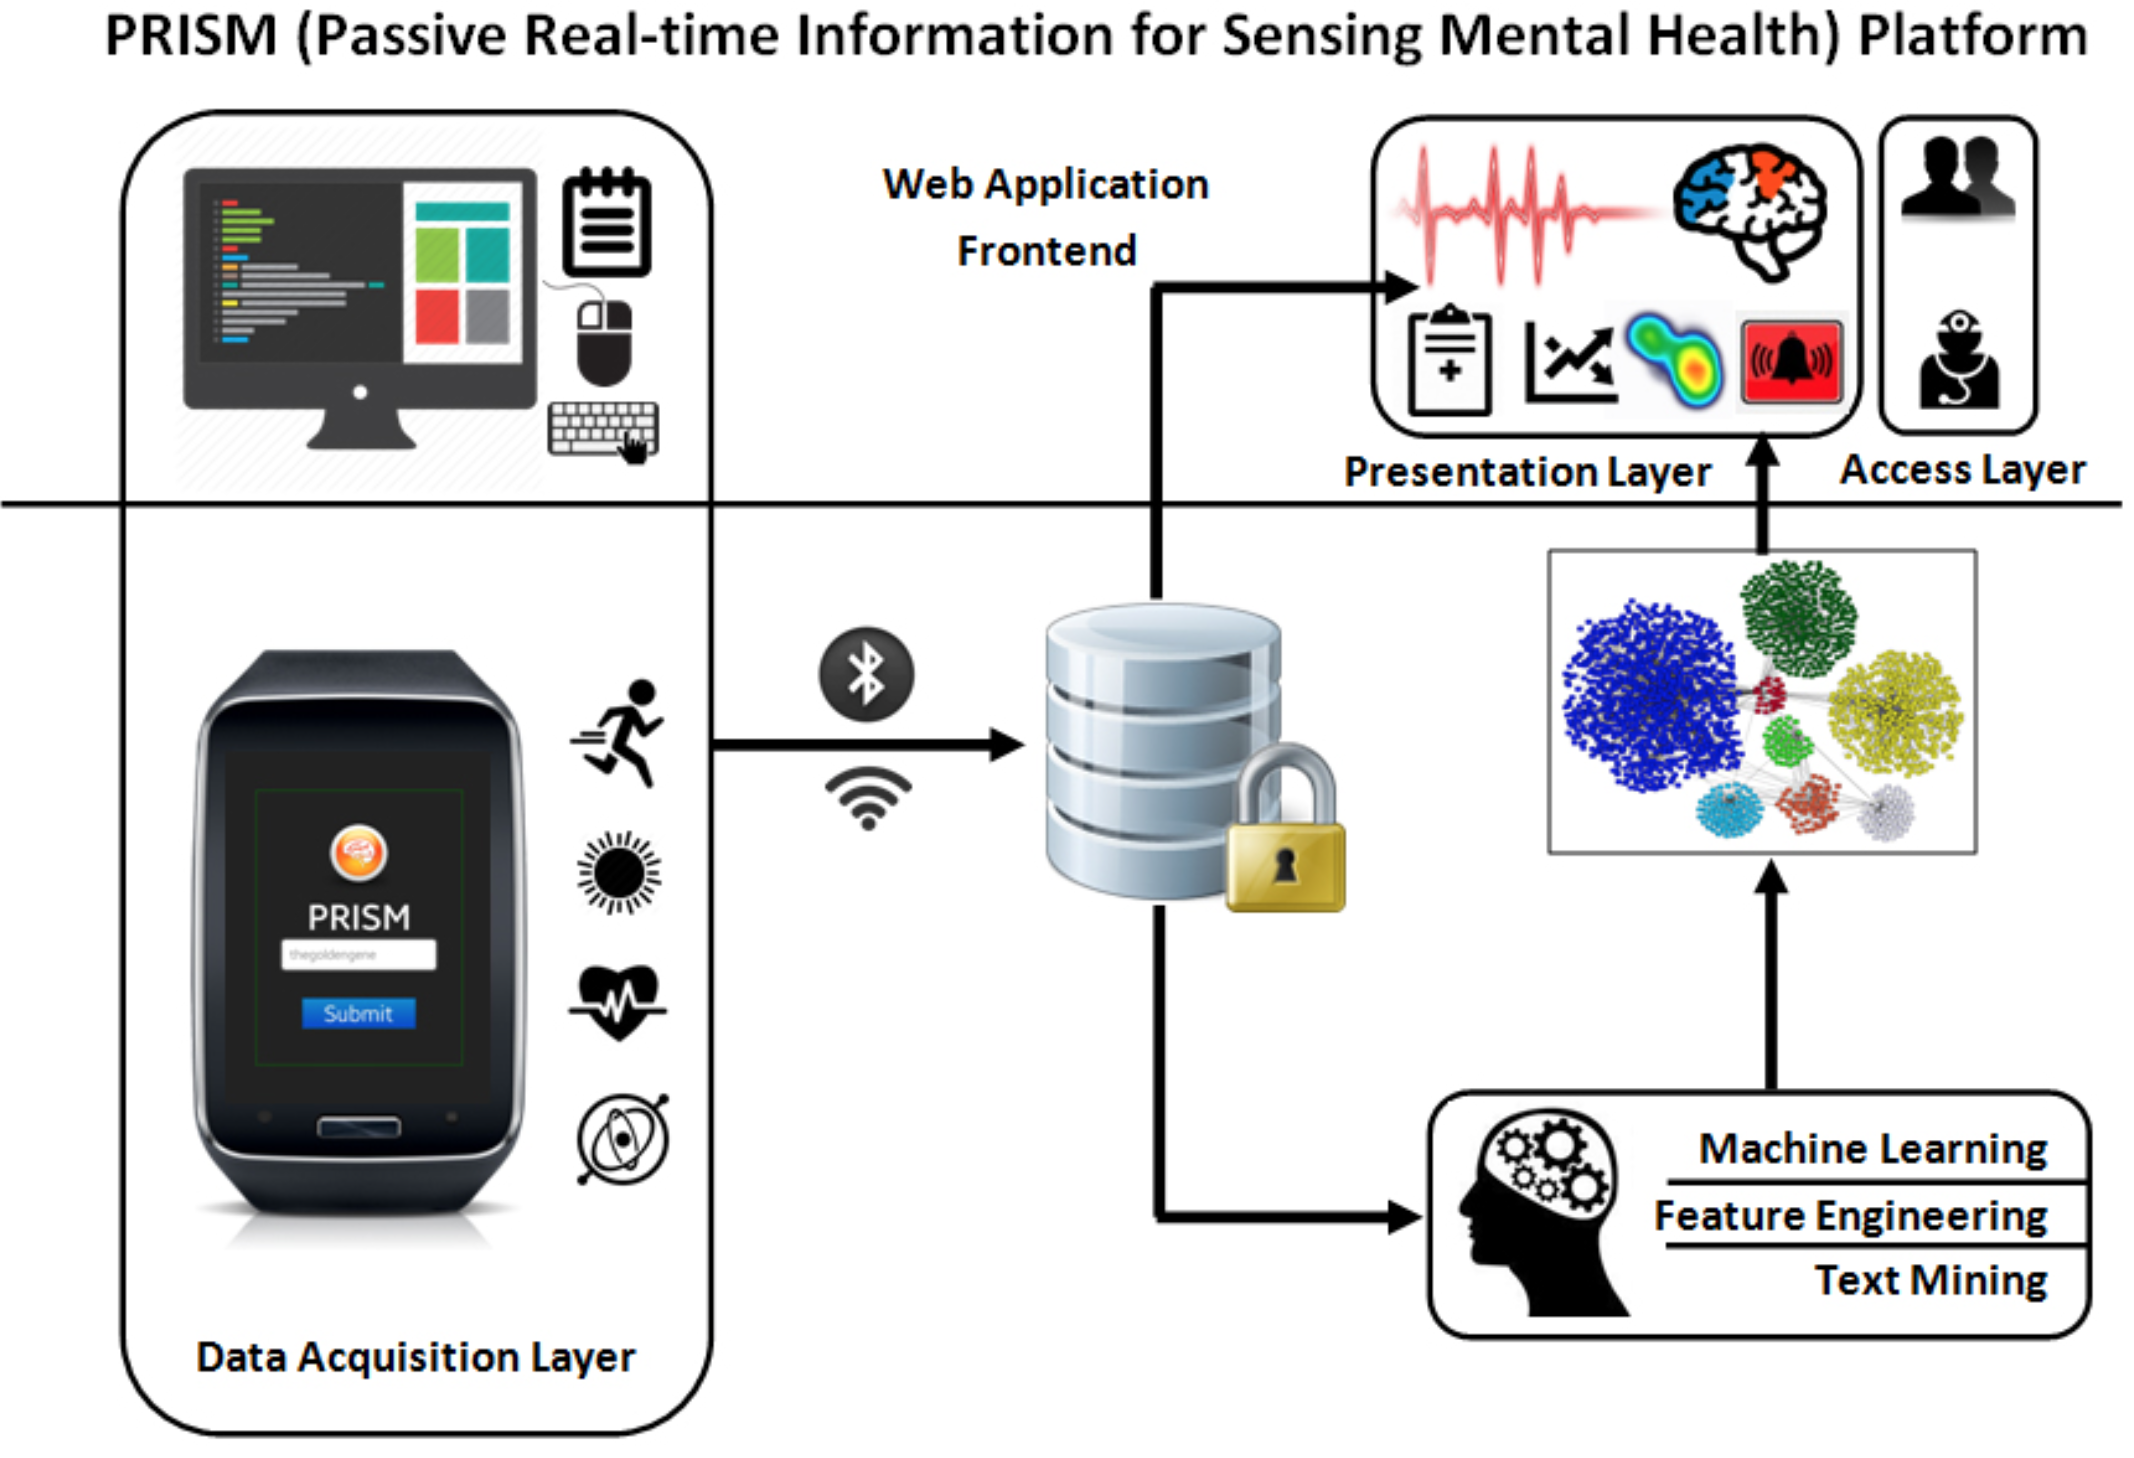 PRISM (Passive Real-time Information for Sensing Mental Health) Platform
Web Application
Frontend
Presentation Layer
Access Layer
PRISM
thegoldengene
Submit
Data Acquisition Layer
Machine Learning
Feature Engineering
Text Mining